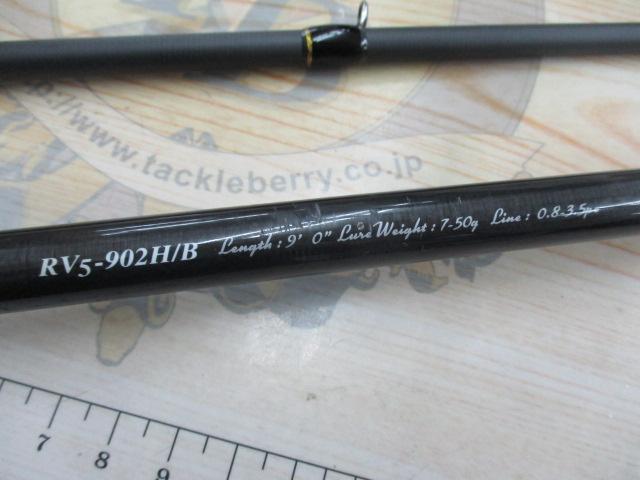 http://www.tackleberry.co.jp
RV5-902H/B Length : 9' 0" Lure Weight : 7-50g Line : 0.8-3.5pe
7 8 9